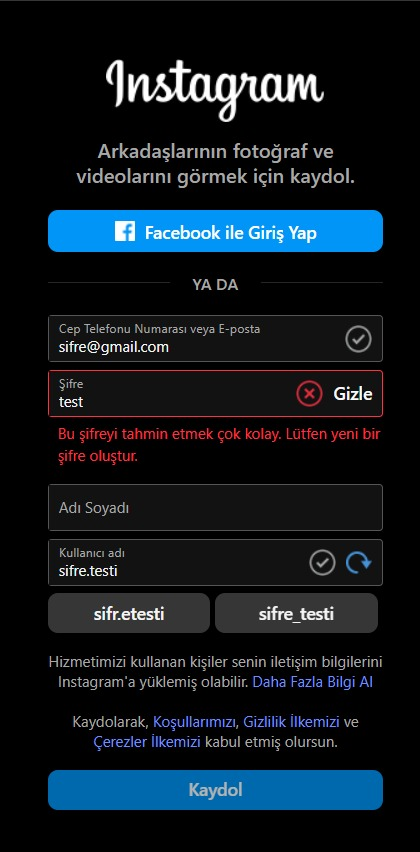 Instagram
Arkadaşlarının fotoğraf ve
videolarını görmek için kaydol.
Facebook ile Giriş Yap
YA DA
Cep Telefonu Numarası veya E-posta
sifre@gmail.com
Şifre
test
Gizle
Bu şifreyi tahmin etmek çok kolay. Lütfen yeni bir
şifre oluştur.
Adı Soyadı
Kullanıcı adı
sifre.testi
sifr.etesti
sifre_testi
Hizmetimizi kullanan kişiler senin iletişim bilgilerini
Instagram'a yüklemiş olabilir. Daha Fazla Bilgi Al
Kaydolarak, Koşullarımızı, Gizlilik İlkemizi ve
Çerezler İlkemizi kabul etmiş olursun.
Kaydol